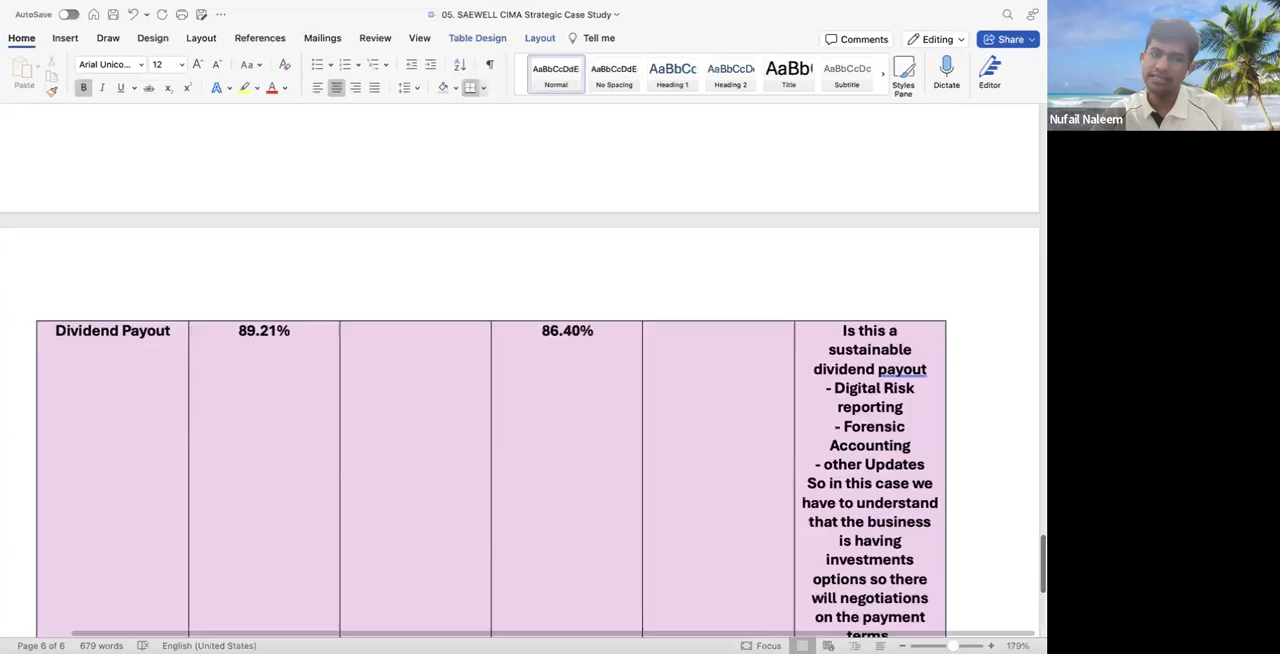 AutoSave
05. SAEWELL CIMA Strategic Case Study
Home Insert Draw Design Layout References Mailings Review View Table Design Layout Tell me
Comments Editing Share
Paste
Arial Unico... 12
AaBbCcDdE AaBbCcDdE AaBbCc AaBbCcD AaBb( AaBbCcDc
Normal No Spacing Heading 1 Heading 2 Title Subtitle
Styles Pane
Dictate
Editor
Nufail Naleem
Dividend Payout 89.21% 86.40% Is this a
sustainable
dividend payout
- Digital Risk
reporting
- Forensic
Accounting
- other Updates
So in this case we
have to understand
that the business
is having
investments
options so there
will negotiations
on the payment
terms
Page 6 of 6 679 words English (United States) Focus 179%